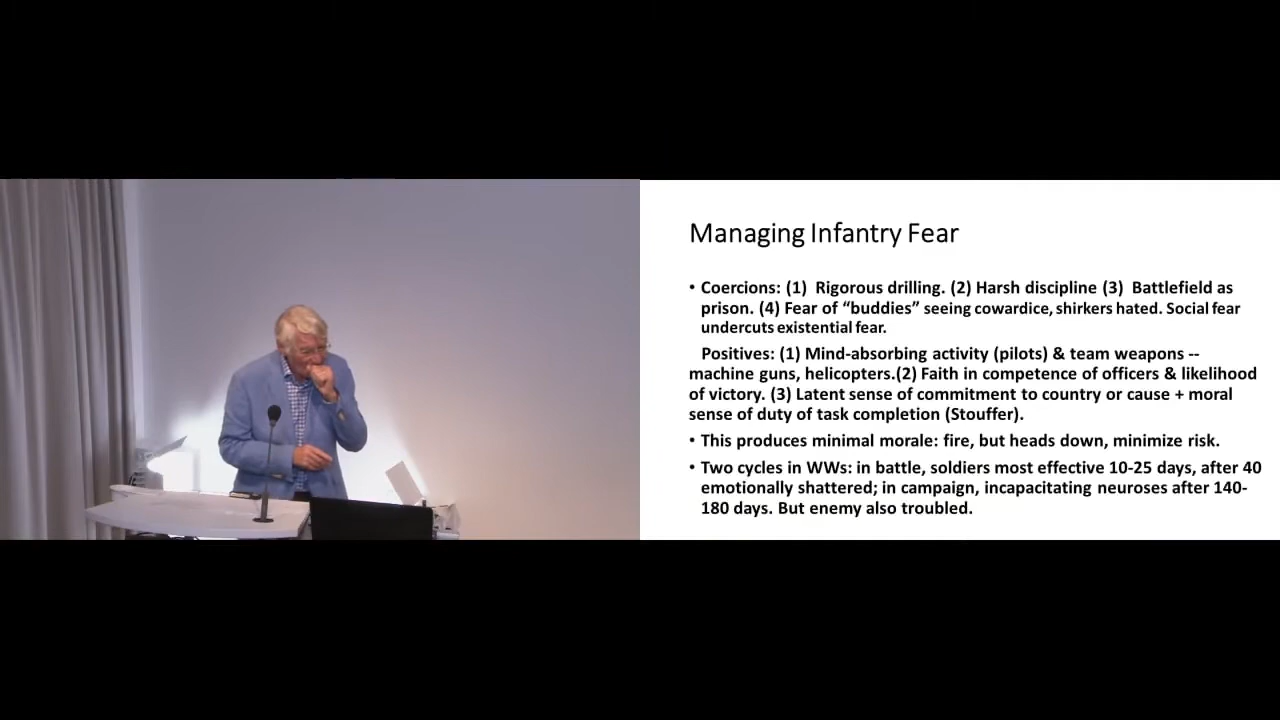 Managing Infantry Fear
• Coercions: (1) Rigorous drilling. (2) Harsh discipline (3) Battlefield as
prison. (4) Fear of “buddies” seeing cowardice, shirkers hated. Social fear
undercuts existential fear.
Positives: (1) Mind-absorbing activity (pilots) & team weapons --
machine guns, helicopters.(2) Faith in competence of officers & likelihood
of victory. (3) Latent sense of commitment to country or cause + moral
sense of duty of task completion (Stouffer).
• This produces minimal morale: fire, but heads down, minimize risk.
• Two cycles in WWs: in battle, soldiers most effective 10-25 days, after 40
emotionally shattered; in campaign, incapacitating neuroses after 140-
180 days. But enemy also troubled.